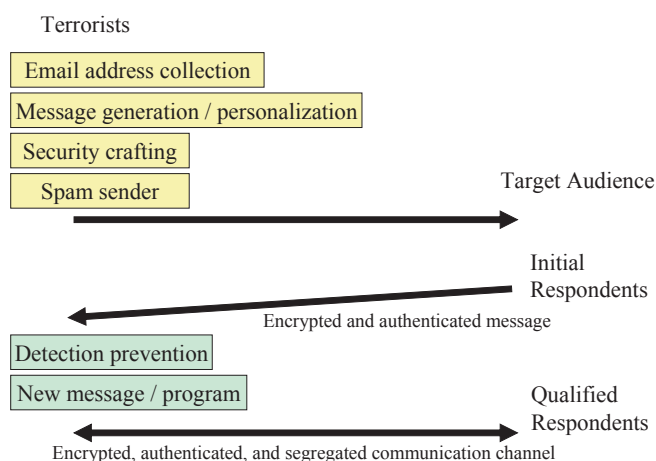 Terrorists
Email address collection
Message generation / personalization
Security crafting
Spam sender
Target Audience
Initial
Respondents
Encrypted and authenticated message
Detection prevention
New message / program
Qualified
Respondents
Encrypted, authenticated, and segregated communication channel